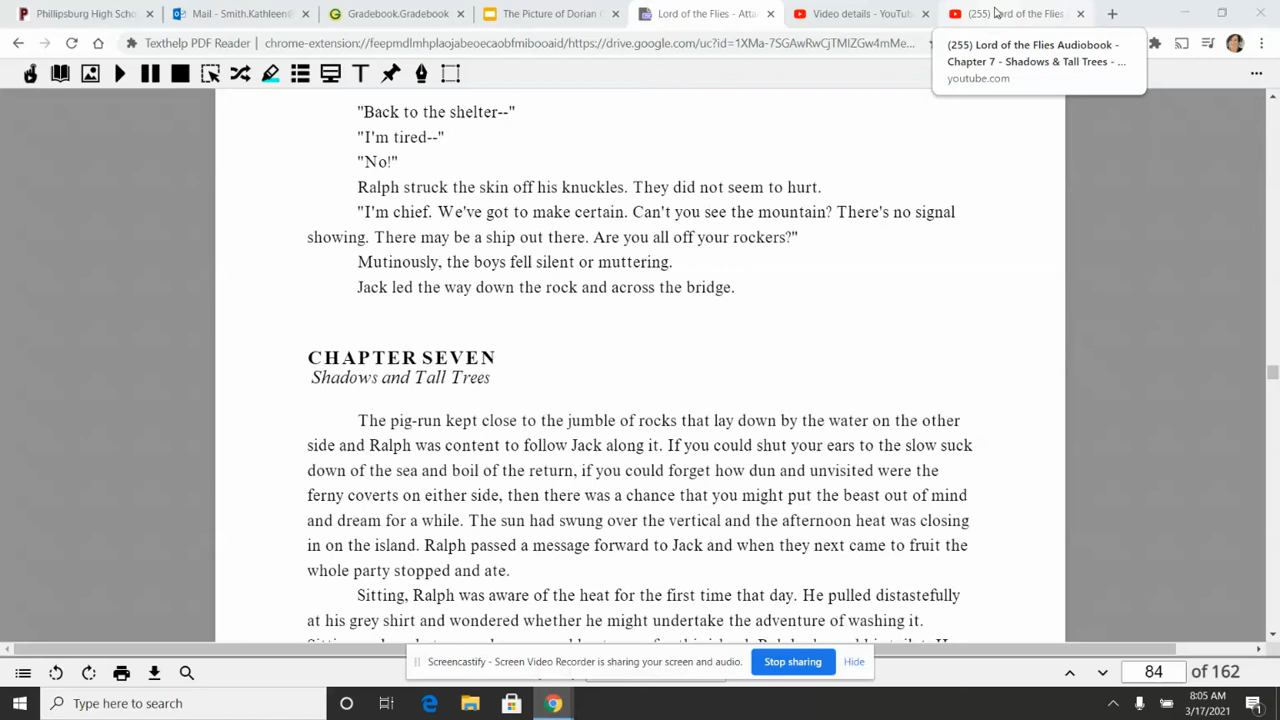 Phillipsburg High Scho
Mail - Smith.Kathleen@
Gradebook.Gradebook
The Picture of Dorian G
Lord of the Flies - Atta
Video details - YouTu
(255) Lord of the Flies
Texthelp PDF Reader | chrome-extension://feepmdlmhplaojabeoecaobfmibooaid/https://drive.google.com/uc?id=1XMa-7SGAwRwCjTMIZGw4mMe...
(255) Lord of the Flies Audiobook -
Chapter 7 - Shadows & Tall Trees - ...
youtube.com
"Back to the shelter--"
"I'm tired--"
"No!"
Ralph struck the skin off his knuckles. They did not seem to hurt.
"I'm chief. We've got to make certain. Can't you see the mountain? There's no signal
showing. There may be a ship out there. Are you all off your rockers?"
Mutinously, the boys fell silent or muttering.
Jack led the way down the rock and across the bridge.
CHAPTER SEVEN
Shadows and Tall Trees
The pig-run kept close to the jumble of rocks that lay down by the water on the other
side and Ralph was content to follow Jack along it. If you could shut your ears to the slow suck
down of the sea and boil of the return, if you could forget how dun and unvisited were the
ferny coverts on either side, then there was a chance that you might put the beast out of mind
and dream for a while. The sun had swung over the vertical and the afternoon heat was closing
in on the island. Ralph passed a message forward to Jack and when they next came to fruit the
whole party stopped and ate.
Sitting, Ralph was aware of the heat for the first time that day. He pulled distastefully
at his grey shirt and wondered whether he might undertake the adventure of washing it.
Screencastify - Screen Video Recorder is sharing your screen and audio.
Stop sharing
Hide
84 of 162
Type here to search
8:05 AM
3/17/2021